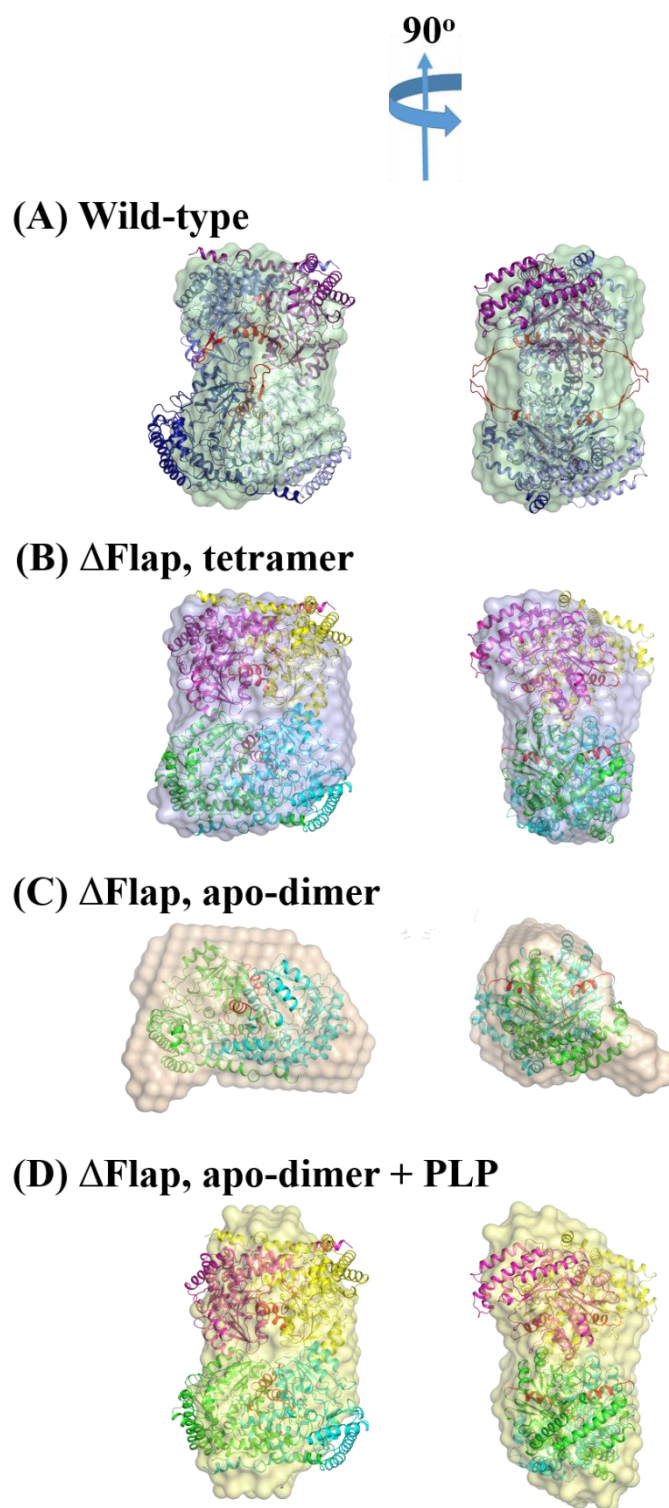 90º
(A) Wild-type
(B) ΔFlap, tetramer
(C) ΔFlap, apo-dimer
(D) ΔFlap, apo-dimer + PLP